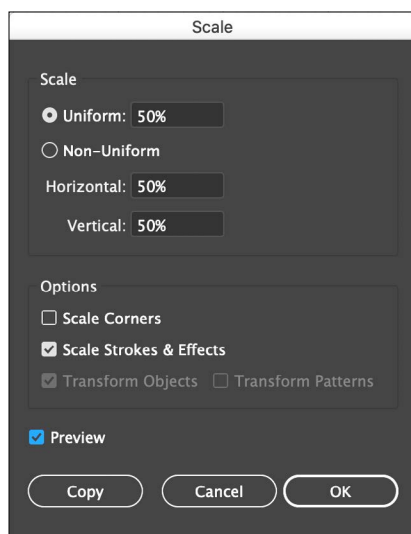 Scale
Scale
Uniform: 50%
Non-Uniform
Horizontal: 50%
Vertical: 50%
Options
Scale Corners
Scale Strokes & Effects
Transform Objects Transform Patterns
Preview
Copy Cancel OK